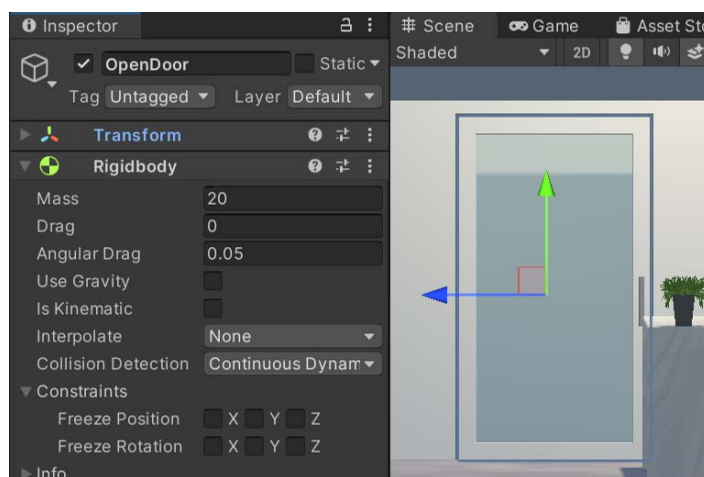 Inspector
# Scene Game Asset Sto
OpenDoor Static
Shaded 2D
Tag Untagged Layer Default
Transform
Rigidbody
Mass 20
Drag 0
Angular Drag 0.05
Use Gravity
Is Kinematic
Interpolate None
Collision Detection Continuous Dynam
Constraints
Freeze Position X Y Z
Freeze Rotation X Y Z
Info